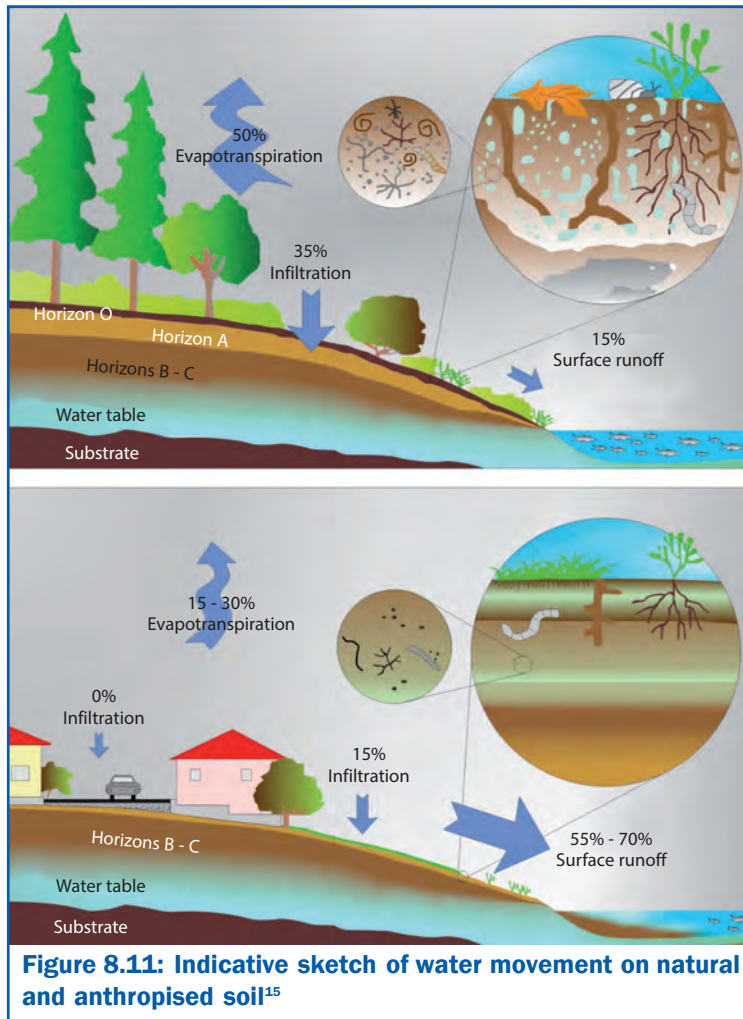 50%
Evapotranspiration
35%
Infiltration
15%
Surface runoff
Horizon O
Horizon A
Horizons B - C
Water table
Substrate
15 - 30%
Evapotranspiration
0%
Infiltration
15%
Infiltration
55% - 70%
Surface runoff
Horizons B - C
Water table
Substrate
Figure 8.11: Indicative sketch of water movement on natural
and anthropised soil¹⁵